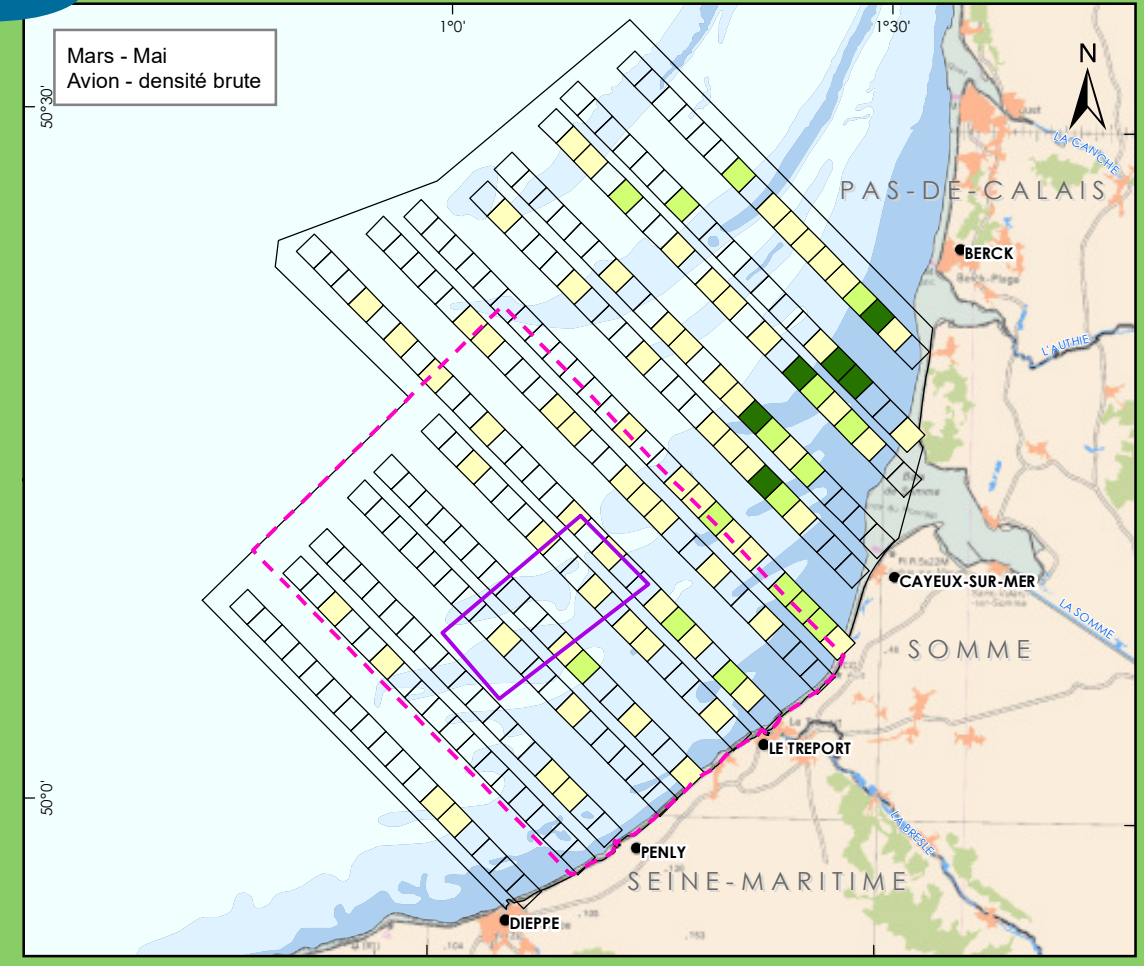 1°0'
1°30'
Mars - Mai
Avion - densité brute
N
50°30'
LA CANCHE
PAS-DE-CALAIS
BERCK
L'AUTHIE
CAYEUX-SUR-MER
LA SOMME
SOMME
LE TREPORT
50°0'
LA BRESLE
PENLY
SEINE-MARITIME
DIEPPE